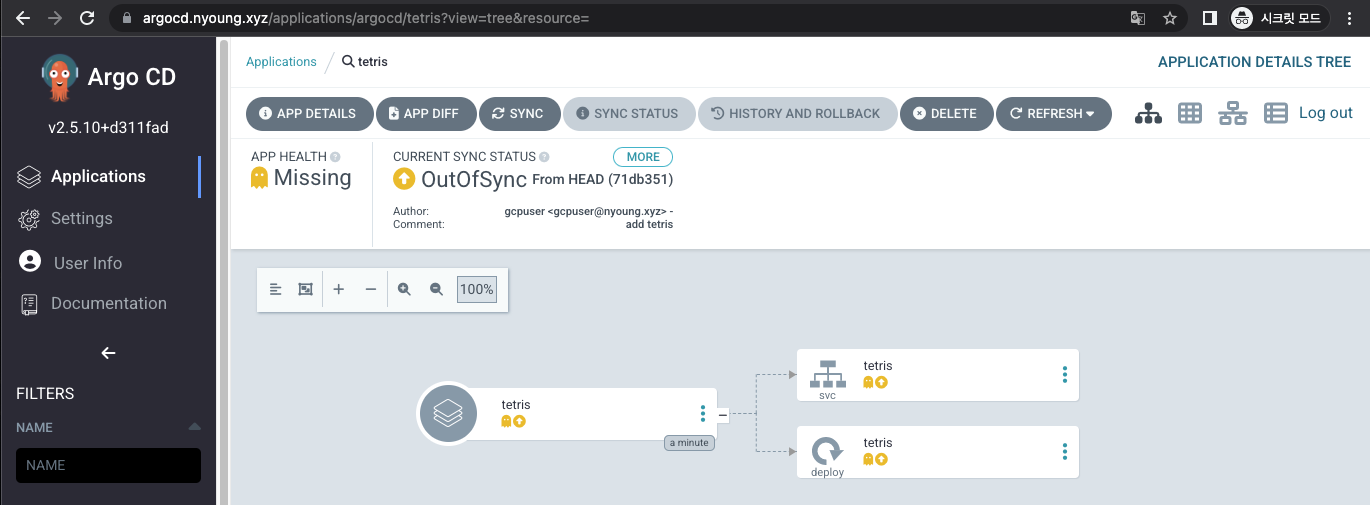 argocd.nyoung.xyz/applications/argocd/tetris?view=tree&resource=
시크릿 모드
Argo CD
v2.5.10+d311fad
Applications
Settings
User Info
Documentation
FILTERS
NAME
NAME
Applications / tetris
APPLICATION DETAILS TREE
APP DETAILS
APP DIFF
SYNC
SYNC STATUS
HISTORY AND ROLLBACK
DELETE
REFRESH
Log out
APP HEALTH
Missing
CURRENT SYNC STATUS
MORE
OutOfSync From HEAD (71db351)
Author: gcpuser <gcpuser@nyoung.xyz> -
Comment: add tetris
100%
tetris
a minute
tetris
svc
tetris
deploy